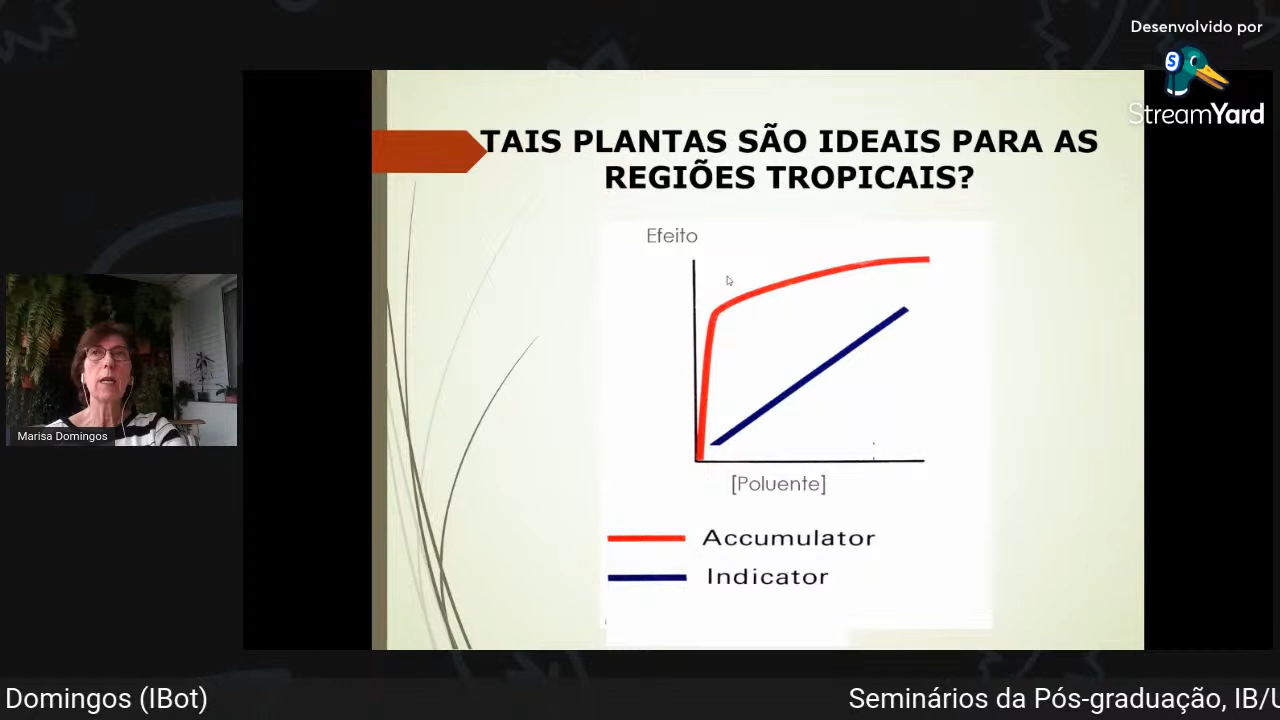 Desenvolvido por
StreamYard
TAIS PLANTAS SÃO IDEAIS PARA AS
REGIÕES TROPICAIS?
Efeito
[Poluente]
Accumulator
Indicator
Marisa Domingos
Domingos (IBot)
Seminários da Pós-graduação, IB/U